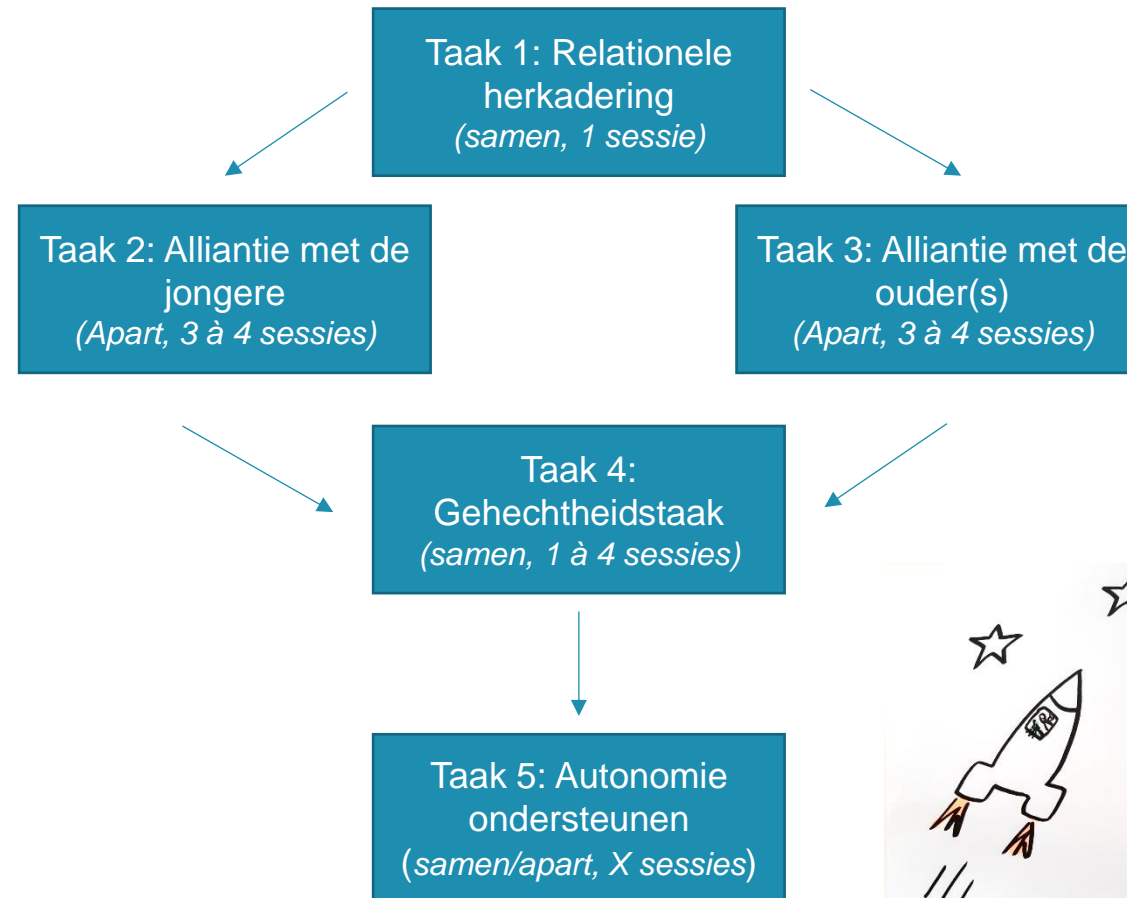 Taak 1: Relationele
herkadering
(samen, 1 sessie)
Taak 2: Alliantie met de
jongere
(Apart, 3 à 4 sessies)
Taak 3: Alliantie met de
ouder(s)
(Apart, 3 à 4 sessies)
Taak 4:
Gehechtheidstaak
(samen, 1 à 4 sessies)
Taak 5: Autonomie
ondersteunen
(samen/apart, X sessies)